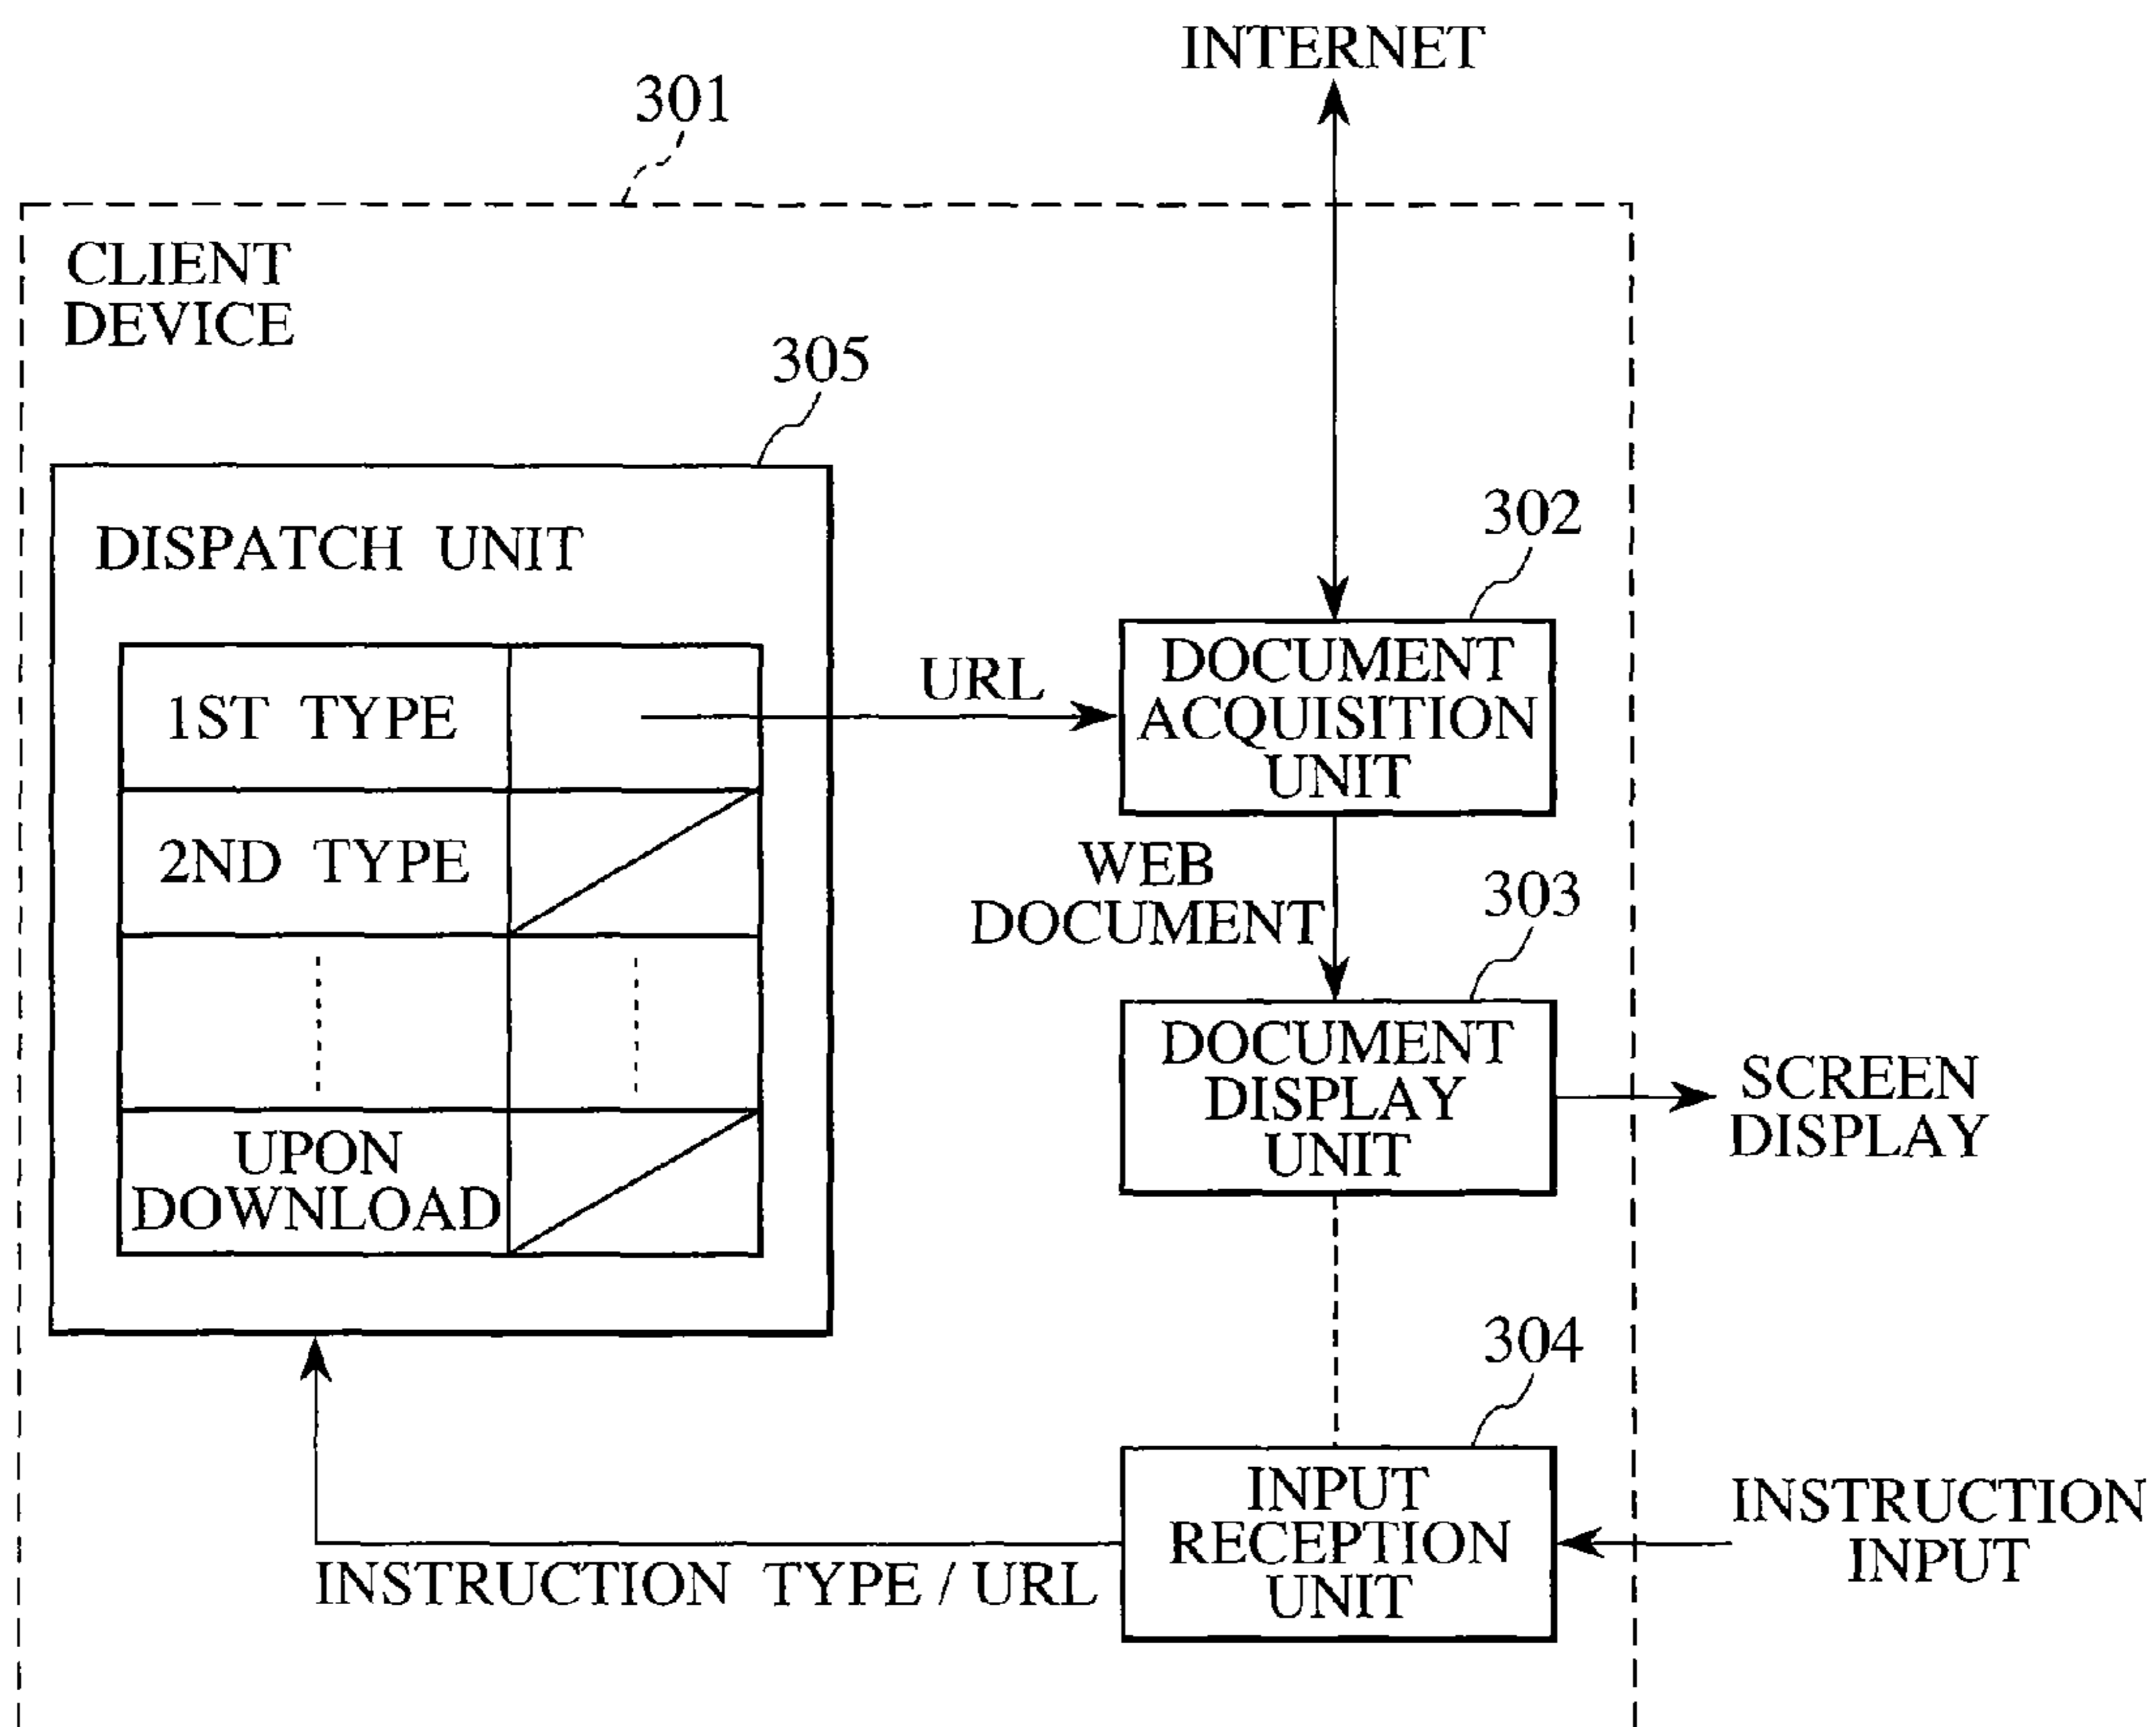 INTERNET
301
CLIENT
DEVICE
305
DISPATCH UNIT
302
1ST TYPE
URL
DOCUMENT
ACQUISITION
UNIT
2ND TYPE
WEB
DOCUMENT
303
DOCUMENT
DISPLAY
UNIT
SCREEN
DISPLAY
UPON
DOWNLOAD
304
INPUT
RECEPTION
UNIT
INSTRUCTION
INPUT
INSTRUCTION TYPE / URL